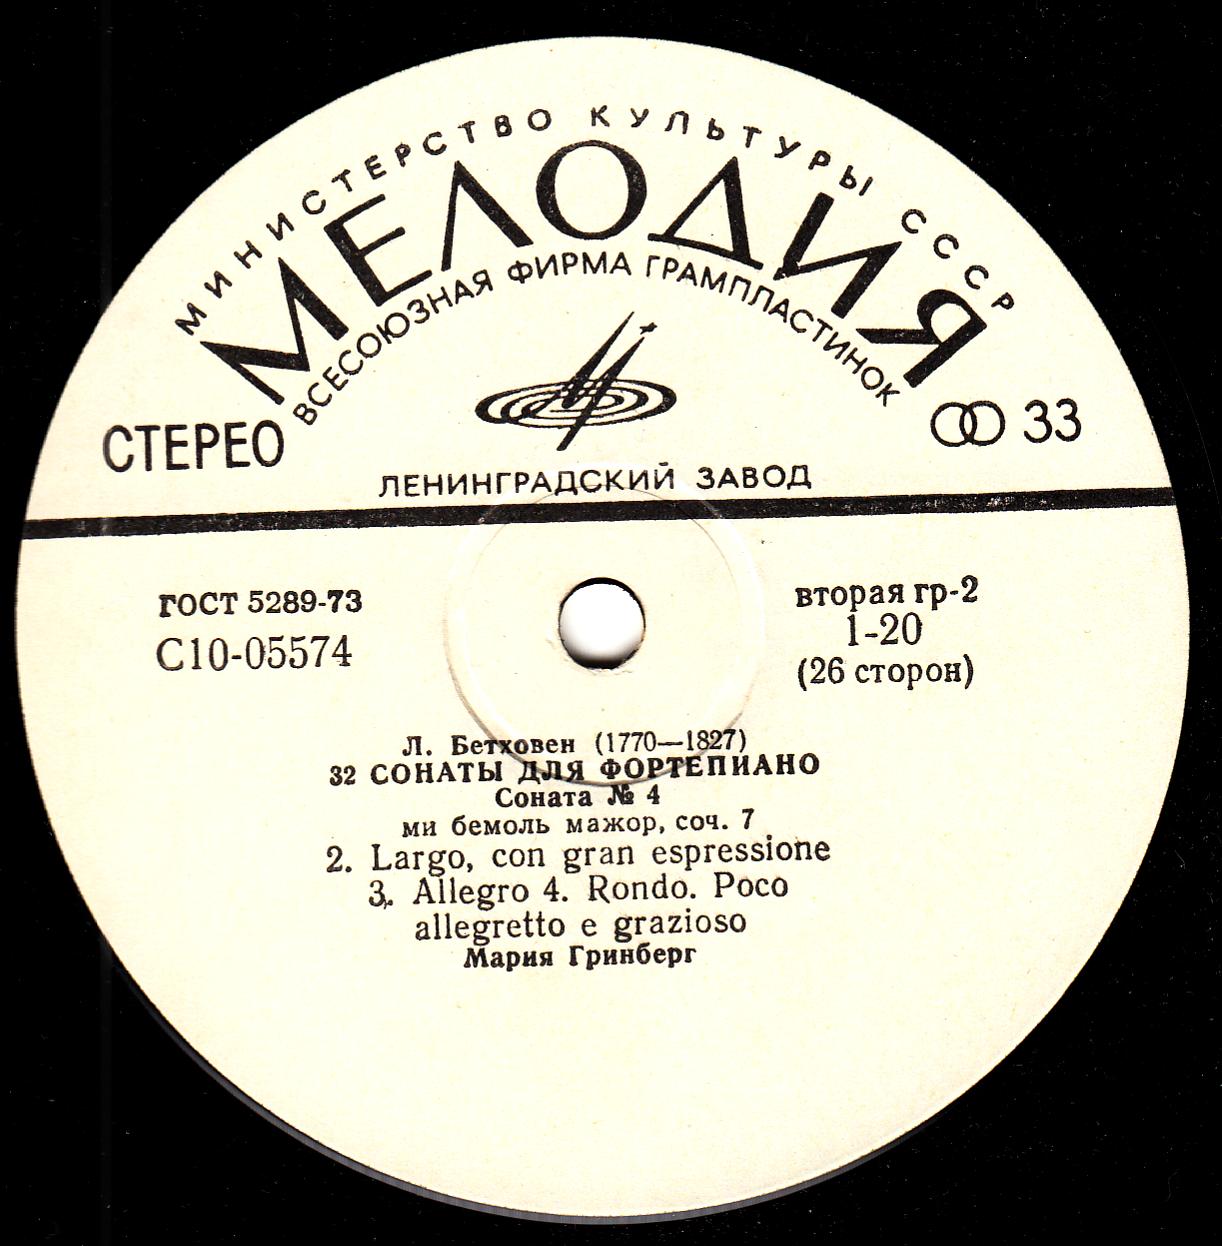 МИНИСТЕРСТВО КУЛЬТУРЫ СССР
МЕЛОДИЯ
ВСЕСОЮЗНАЯ ФИРМА ГРАМПЛАСТИНОК
СТЕРЕО
33
ЛЕНИНГРАДСКИЙ ЗАВОД
ГОСТ 5289-73
С10-05574
вторая гр-2
1-20
(26 сторон)
Л. Бетховен (1770—1827)
32 СОНАТЫ ДЛЯ ФОРТЕПИАНО
Соната № 4
ми бемоль мажор, соч. 7
2. Largo, con gran espressione
3. Allegro 4. Rondo. Poco
allegretto e grazioso
Мария Гринберг